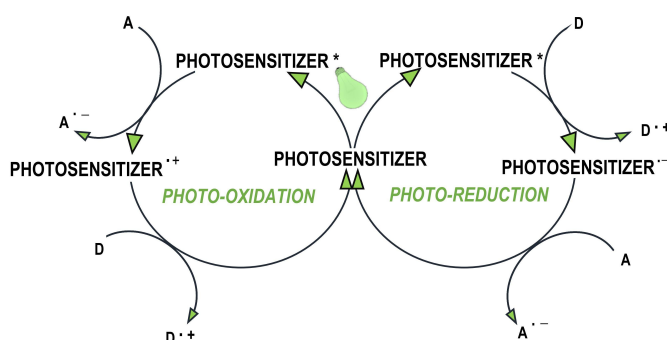 A
D
PHOTOSENSITIZER *
PHOTOSENSITIZER *
A · –
D · +
PHOTOSENSITIZER · +
PHOTOSENSITIZER
PHOTOSENSITIZER · –
PHOTO-OXIDATION
PHOTO-REDUCTION
D
A
D · +
A · –